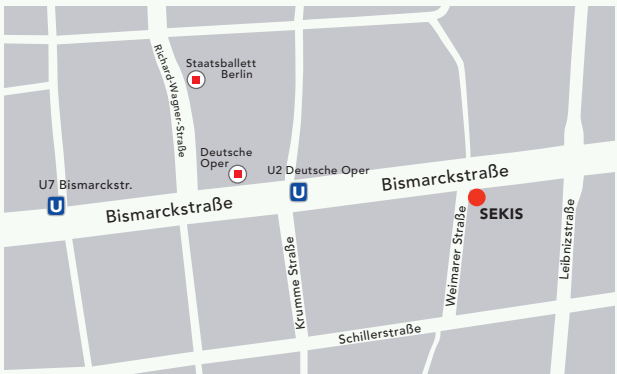 Staatsballett
Berlin
Richard-Wagner-Straße
Deutsche
Oper
U2 Deutsche Oper
U7 Bismarckstr.
U
U
Bismarckstraße
Bismarckstraße
SEKIS
Krumme Straße
Weimarer Straße
Leibnizstraße
Schillerstraße